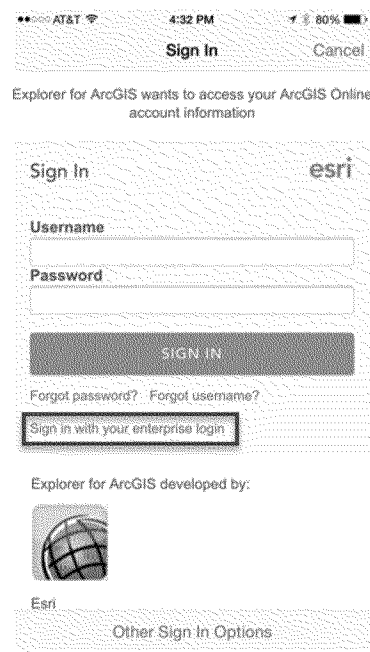 AT&T 4:32 PM 80%
Sign In Cancel
Explorer for ArcGIS wants to access your ArcGIS Online
account information
Sign In esri
Username
Password
SIGN IN
Forgot password? Forgot username?
Sign in with your enterprise login
Explorer for ArcGIS developed by:
Esri
Other Sign In Options